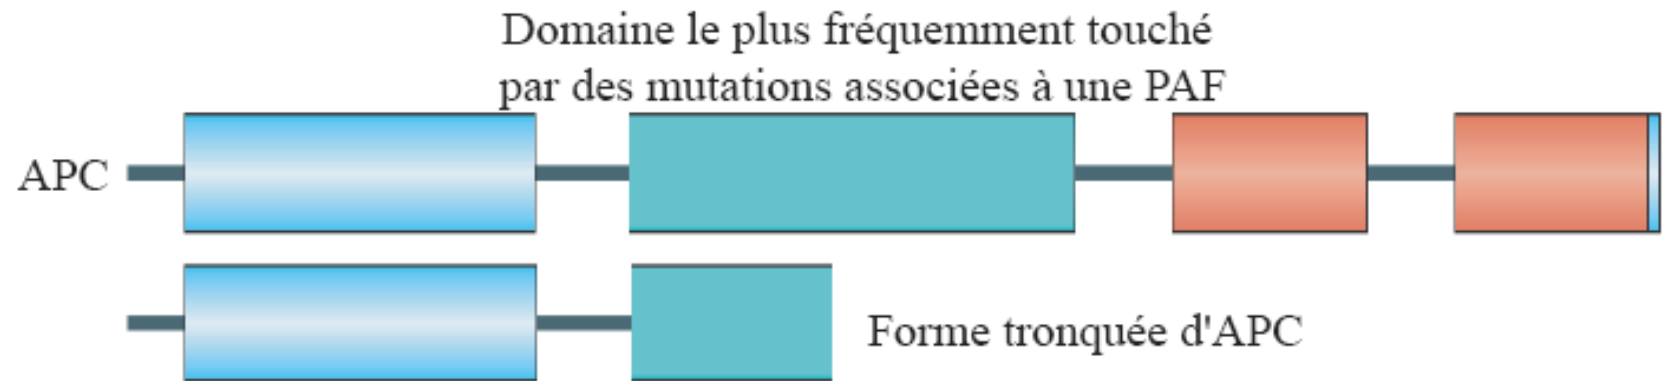 Domaine le plus fréquemment touché
par des mutations associées à une PAF
APC
Forme tronquée d'APC